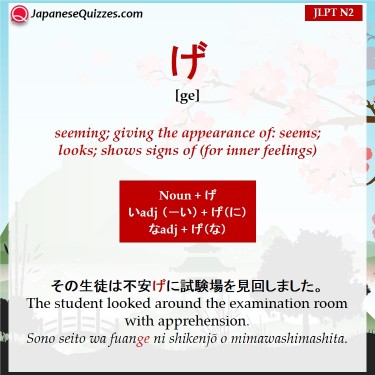 JapaneseQuizzes.com
JLPT N2
げ
[ge]
seeming; giving the appearance of: seems;
looks; shows signs of (for inner feelings)
Noun + げ
いadj (ーい) + げ(に)
なadj + げ(な)
その生徒は不安げに試験場を見回しました。
The student looked around the examination room
with apprehension.
Sono seito wa fuange ni shikenjō o mimawashimashita.